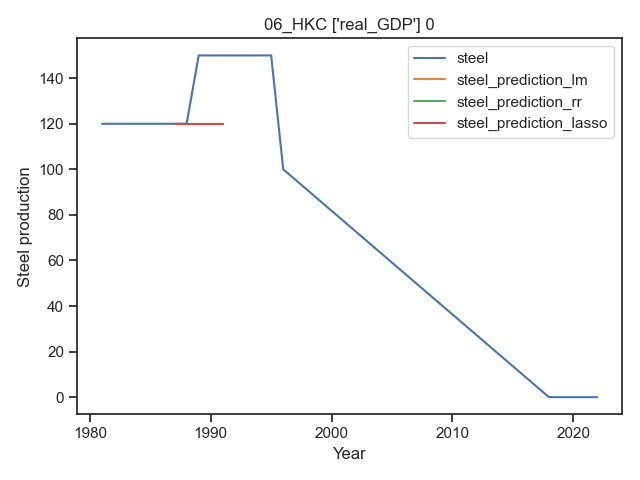 06_HKC ['real_GDP'] 0
steel
steel_prediction_lm
steel_prediction_rr
steel_prediction_lasso
Steel production
140
120
100
80
60
40
20
0
1980 1990 2000 2010 2020
Year